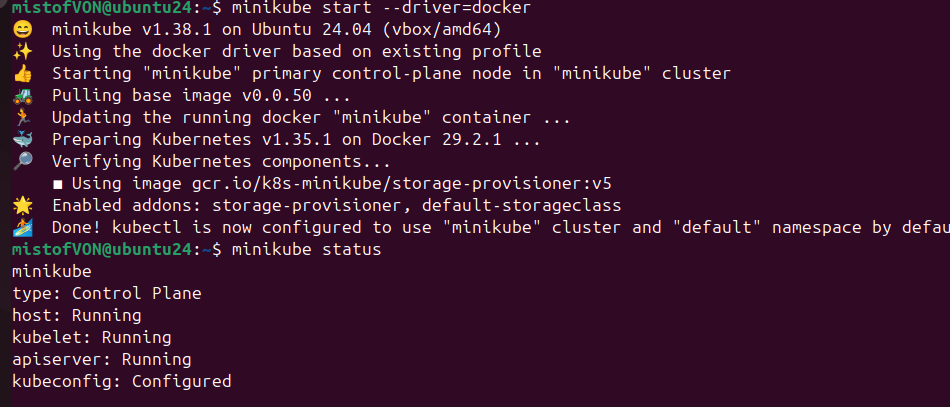 mistofVON@ubuntu24:~$ minikube start --driver=docker
😄 minikube v1.38.1 on Ubuntu 24.04 (vbox/amd64)
✨ Using the docker driver based on existing profile
👍 Starting "minikube" primary control-plane node in "minikube" cluster
🚜 Pulling base image v0.0.50 ...
🏃 Updating the running docker "minikube" container ...
🐳 Preparing Kubernetes v1.35.1 on Docker 29.2.1 ...
🔎 Verifying Kubernetes components...
▪ Using image gcr.io/k8s-minikube/storage-provisioner:v5
🌟 Enabled addons: storage-provisioner, default-storageclass
🏄 Done! kubectl is now configured to use "minikube" cluster and "default" namespace by defau
mistofVON@ubuntu24:~$ minikube status
minikube
type: Control Plane
host: Running
kubelet: Running
apiserver: Running
kubeconfig: Configured